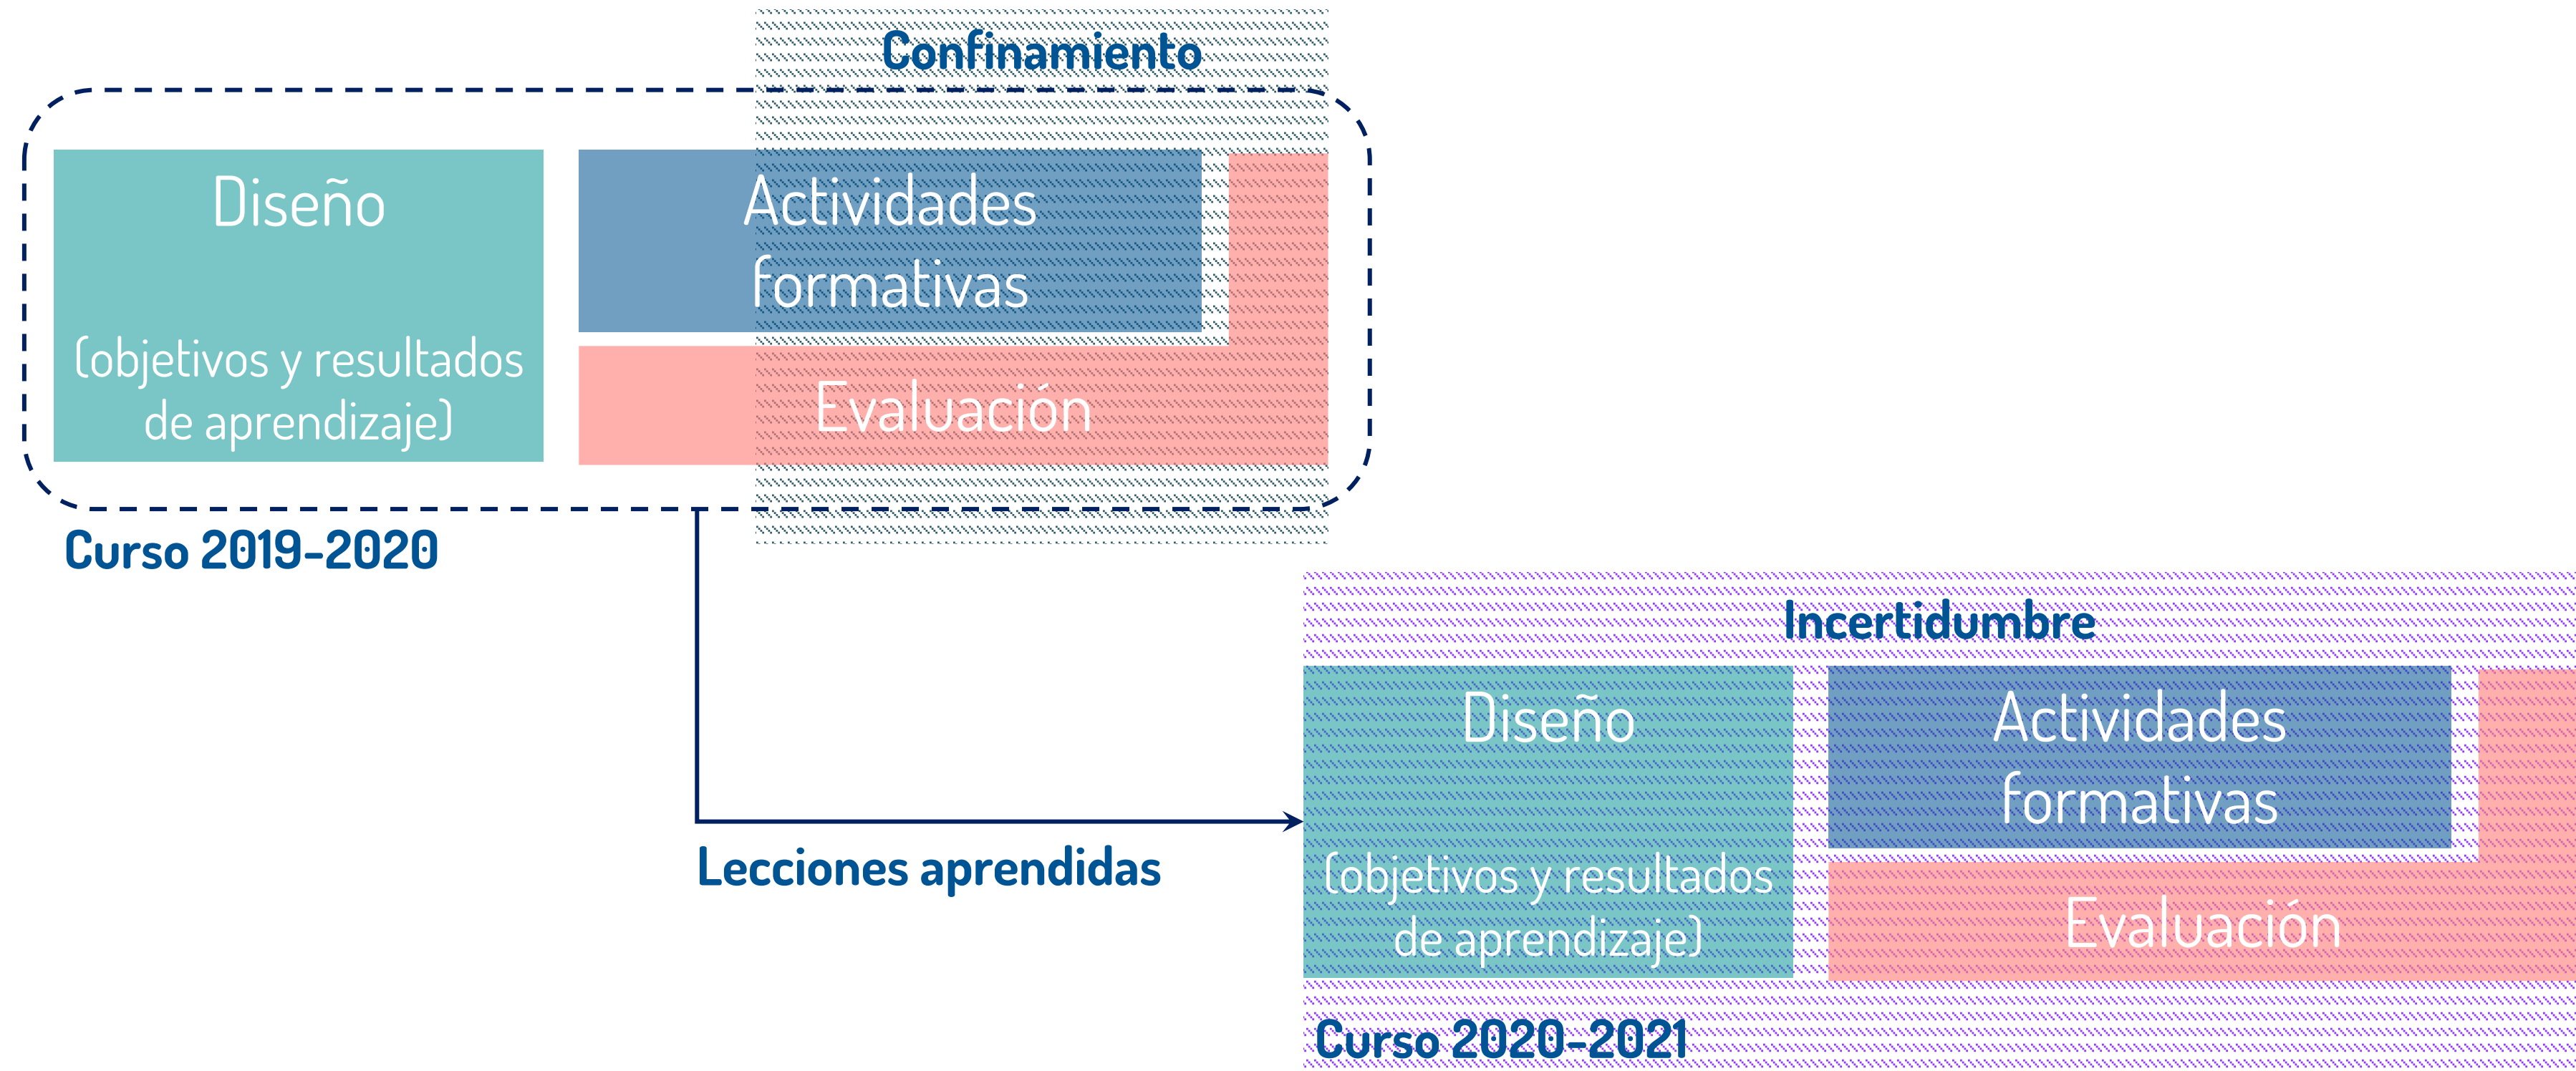 Confinamiento
Diseño
(objetivos y resultados
de aprendizaje)
Actividades
formativas
Evaluación
Curso 2019-2020
Lecciones aprendidas
Incertidumbre
Diseño
(objetivos y resultados
de aprendizaje)
Actividades
formativas
Evaluación
Curso 2020-2021